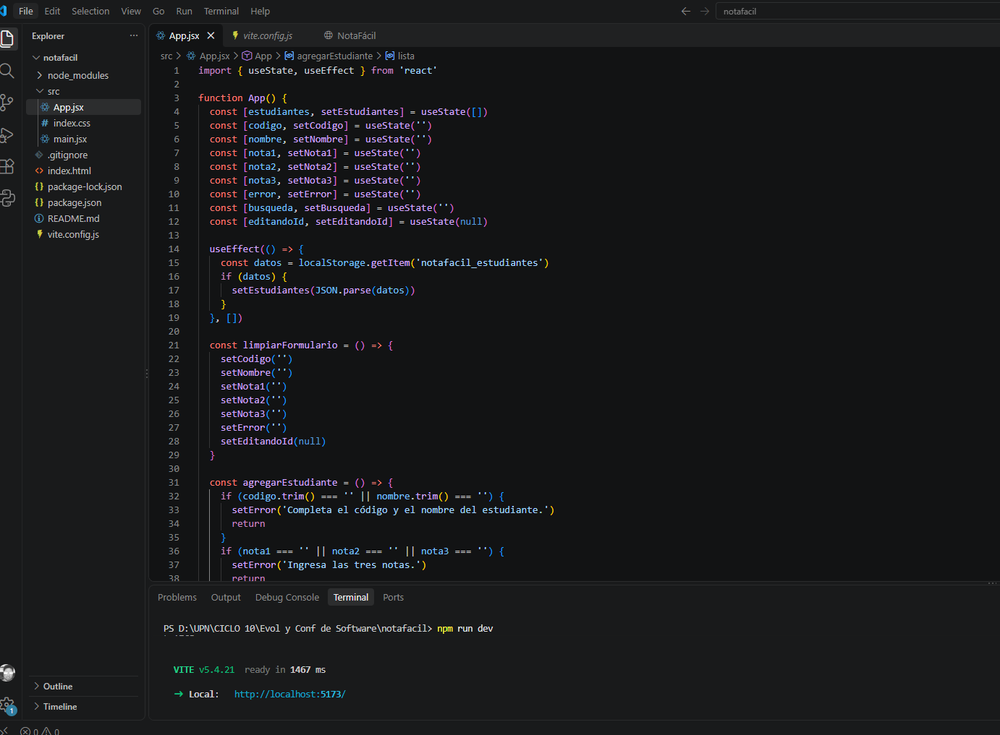 File Edit Selection View Go Run Terminal Help
notafacil
Explorer
notafacil
node_modules
src
App.jsx
index.css
main.jsx
.gitignore
index.html
package-lock.json
package.json
README.md
vite.config.js
Outline
Timeline
1
0 0
App.jsx vite.config.js NotaFácil
src > App.jsx > App > agregarEstudiante > lista
1 import { useState, useEffect } from 'react'
2
3 function App() {
4 const [estudiantes, setEstudiantes] = useState([])
5 const [codigo, setCodigo] = useState('')
6 const [nombre, setNombre] = useState('')
7 const [nota1, setNota1] = useState('')
8 const [nota2, setNota2] = useState('')
9 const [nota3, setNota3] = useState('')
10 const [error, setError] = useState('')
11 const [busqueda, setBusqueda] = useState('')
12 const [editandoId, setEditandoId] = useState(null)
13
14 useEffect(() => {
15 const datos = localStorage.getItem('notafacil_estudiantes')
16 if (datos) {
17 setEstudiantes(JSON.parse(datos))
18 }
19 }, [])
20
21 const limpiarFormulario = () => {
22 setCodigo('')
23 setNombre('')
24 setNota1('')
25 setNota2('')
26 setNota3('')
27 setError('')
28 setEditandoId(null)
29 }
30
31 const agregarEstudiante = () => {
32 if (codigo.trim() === '' || nombre.trim() === '') {
33 setError('Completa el código y el nombre del estudiante.')
34 return
35 }
36 if (nota1 === '' || nota2 === '' || nota3 === '') {
37 setError('Ingresa las tres notas.')
38 return
Problems Output Debug Console Terminal Ports
PS D:\UPN\CICLO 10\Evol y Conf de Software\notafacil> npm run dev
VITE v5.4.21 ready in 1467 ms
➜ Local: http://localhost:5173/